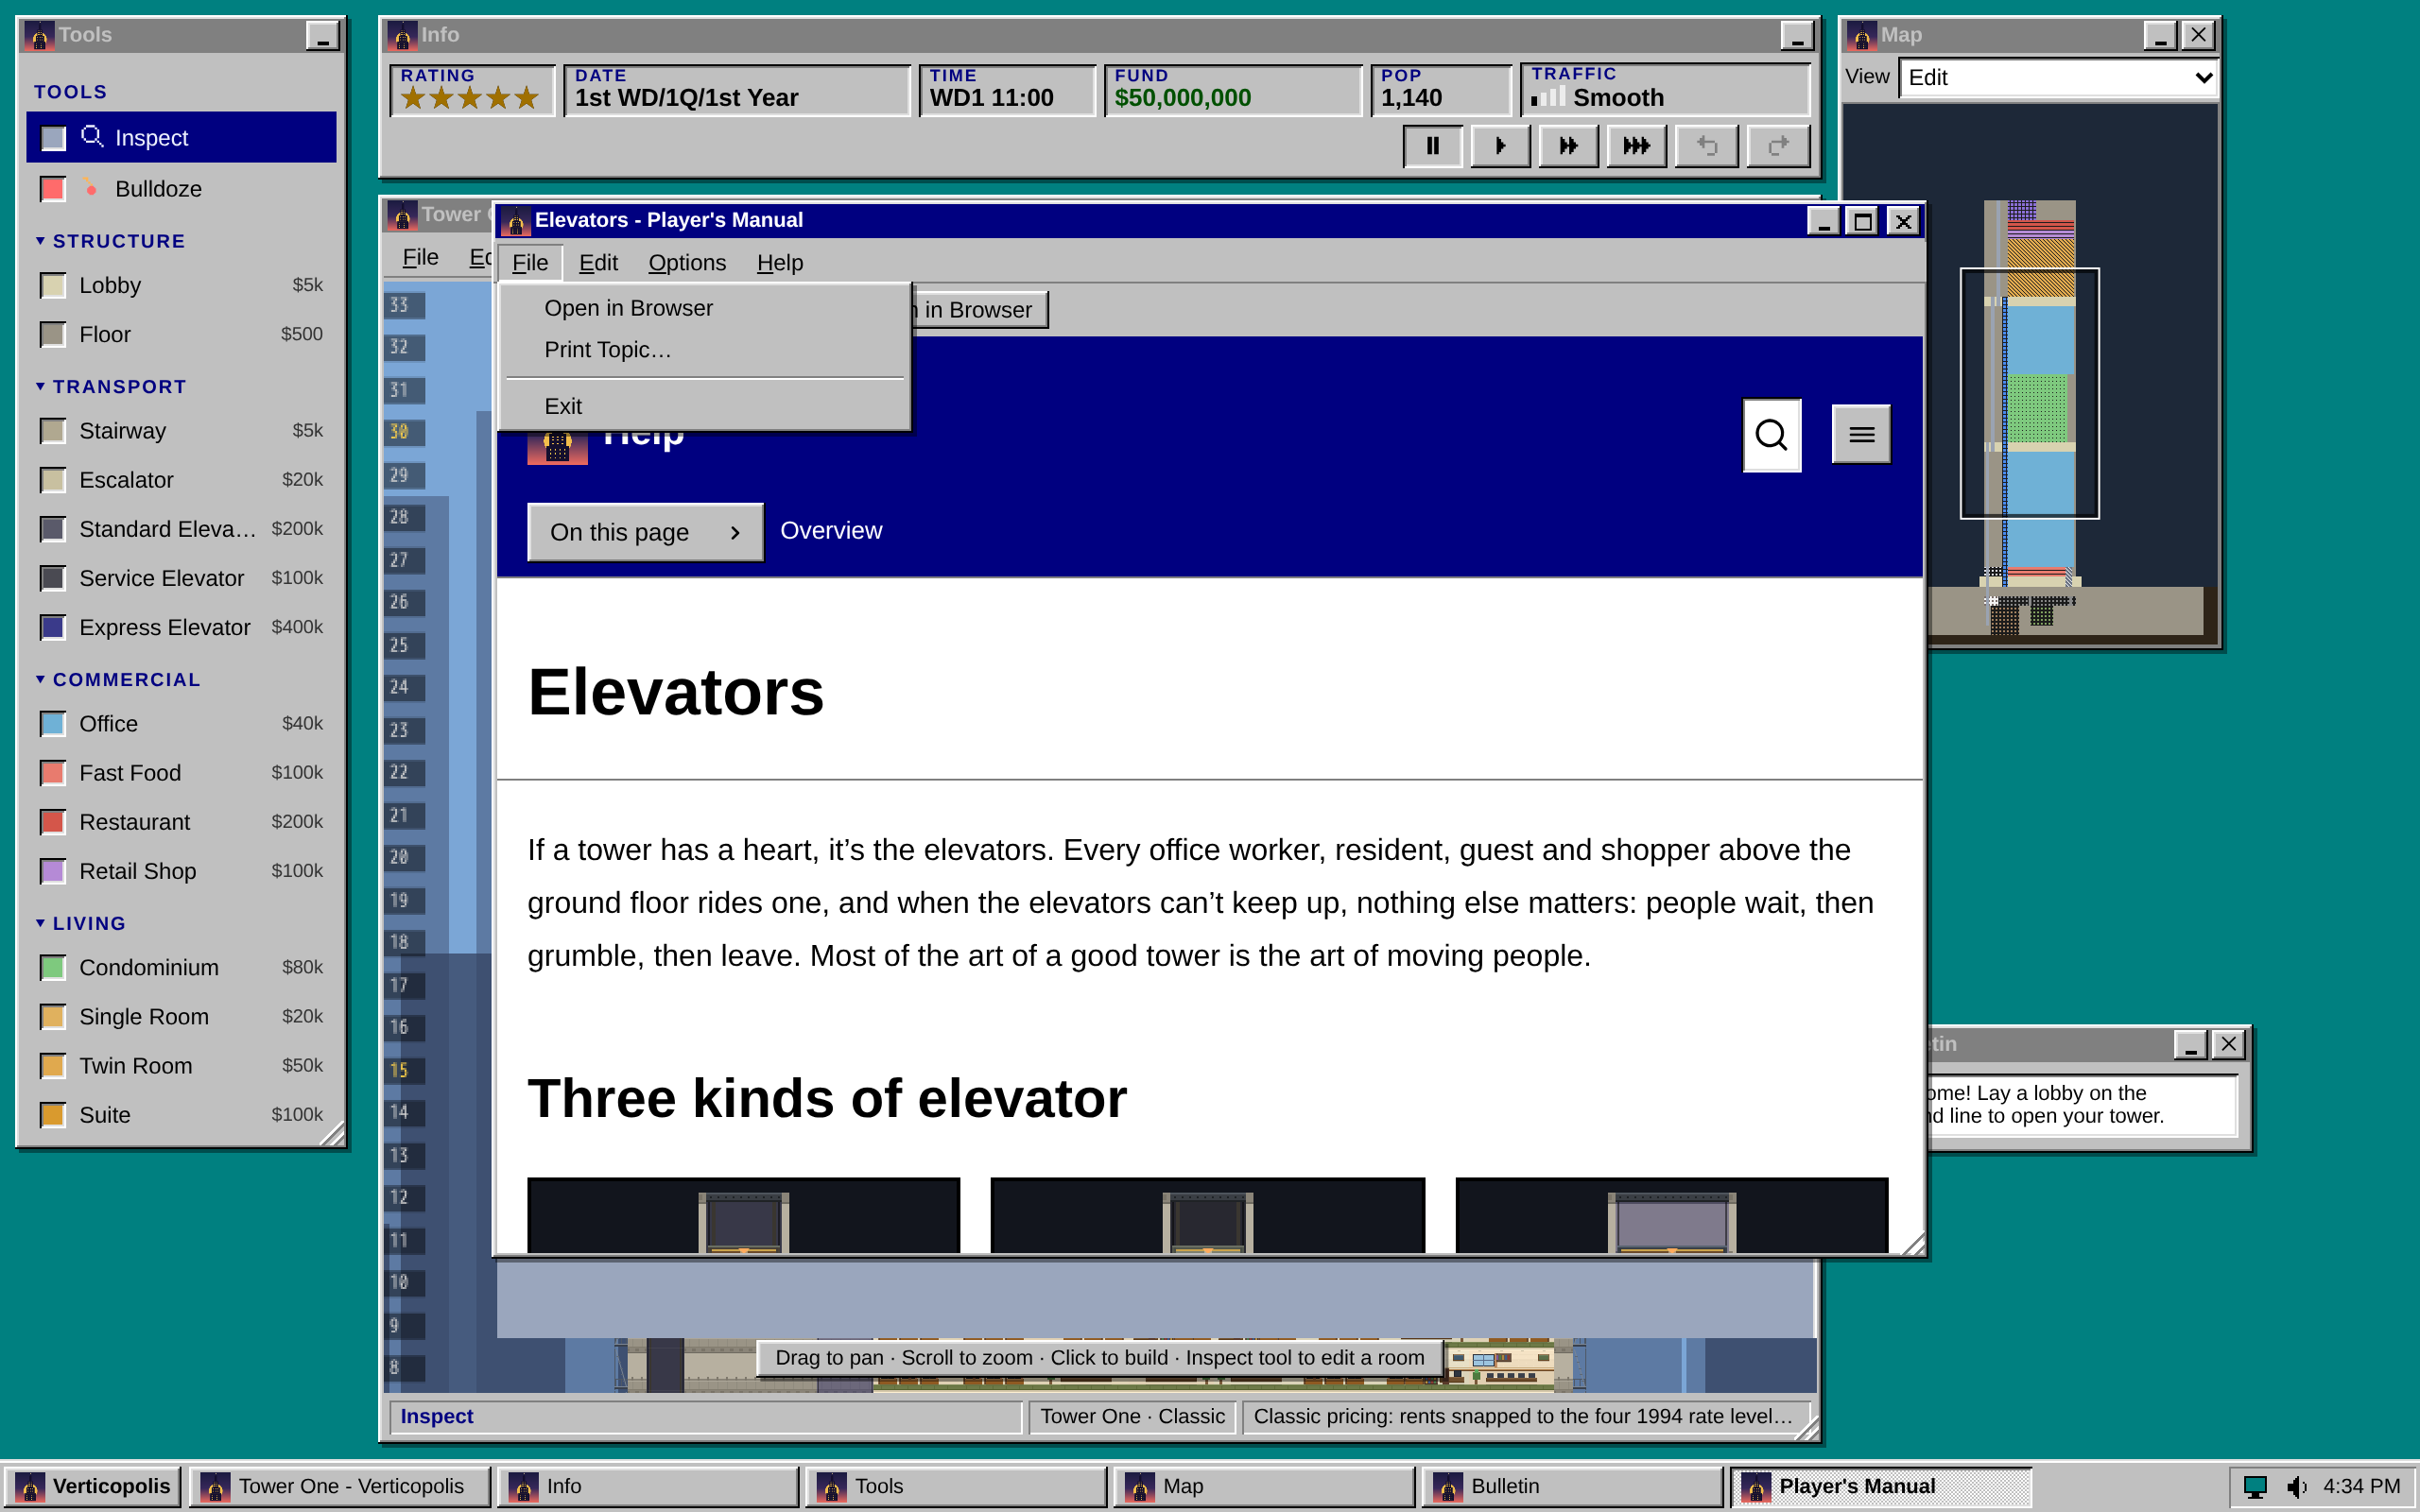 Tools
TOOLS
Inspect
Bulldoze
STRUCTURE
Lobby $5k
Floor $500
TRANSPORT
Stairway $5k
Escalator $20k
Standard Eleva… $200k
Service Elevator $100k
Express Elevator $400k
COMMERCIAL
Office $40k
Fast Food $100k
Restaurant $200k
Retail Shop $100k
LIVING
Condominium $80k
Single Room $20k
Twin Room $50k
Suite $100k
Info
RATING
DATE
1st WD/1Q/1st Year
TIME
WD1 11:00
FUND
$50,000,000
POP
1,140
TRAFFIC
Smooth
Map
View Edit
Tower
File
33
32
31
30
29
28
27
26
25
24
23
22
21
20
19
18
17
16
15
14
13
12
11
10
9
8
Elevators - Player's Manual
File Edit Options Help
Open in Browser
Print Topic…
Exit
in Browser
Help
On this page
Overview
Elevators
If a tower has a heart, it’s the elevators. Every office worker, resident, guest and shopper above the
ground floor rides one, and when the elevators can’t keep up, nothing else matters: people wait, then
grumble, then leave. Most of the art of a good tower is the art of moving people.
Three kinds of elevator
etin
ome! Lay a lobby on the
nd line to open your tower.
Drag to pan · Scroll to zoom · Click to build · Inspect tool to edit a room
Inspect
Tower One · Classic
Classic pricing: rents snapped to the four 1994 rate level…
Verticopolis
Tower One - Verticopolis
Info
Tools
Map
Bulletin
Player's Manual
4:34 PM